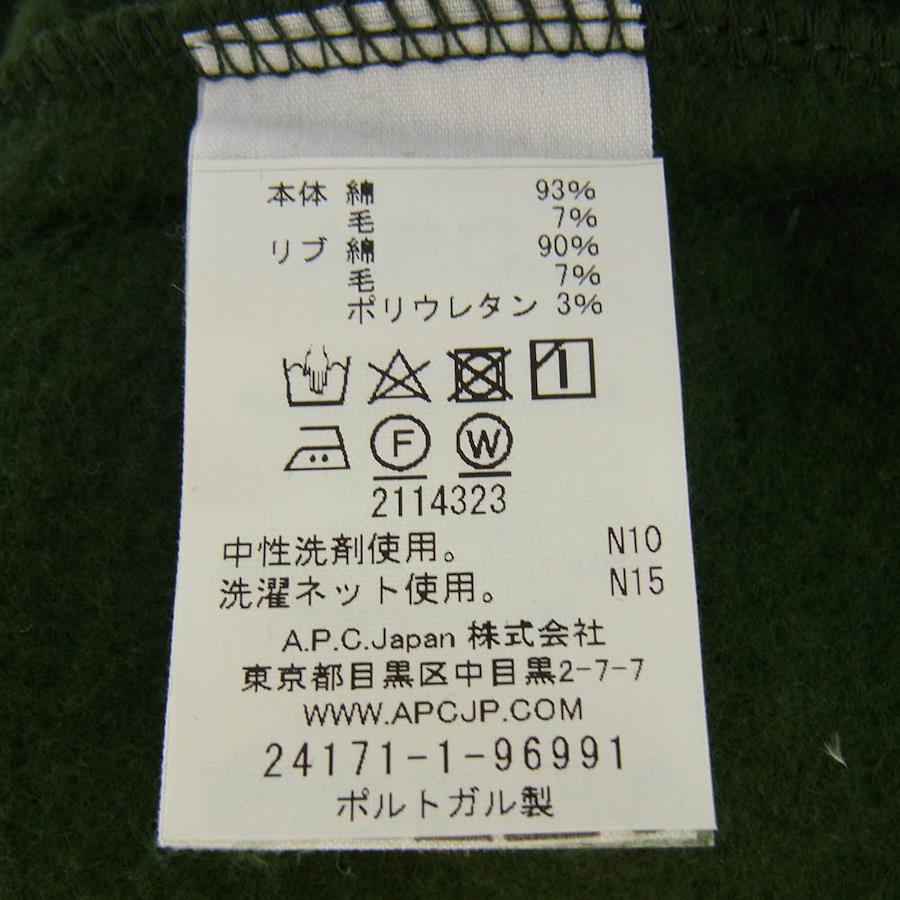 本体 綿 93%
毛 7%
リブ 綿 90%
毛 7%
ポリウレタン 3%
F W
2114323
中性洗剤使用。 N10
洗濯ネット使用。 N15
A.P.C.Japan 株式会社
東京都目黒区中目黒2-7-7
WWW.APCJP.COM
24171-1-96991
ポルトガル製